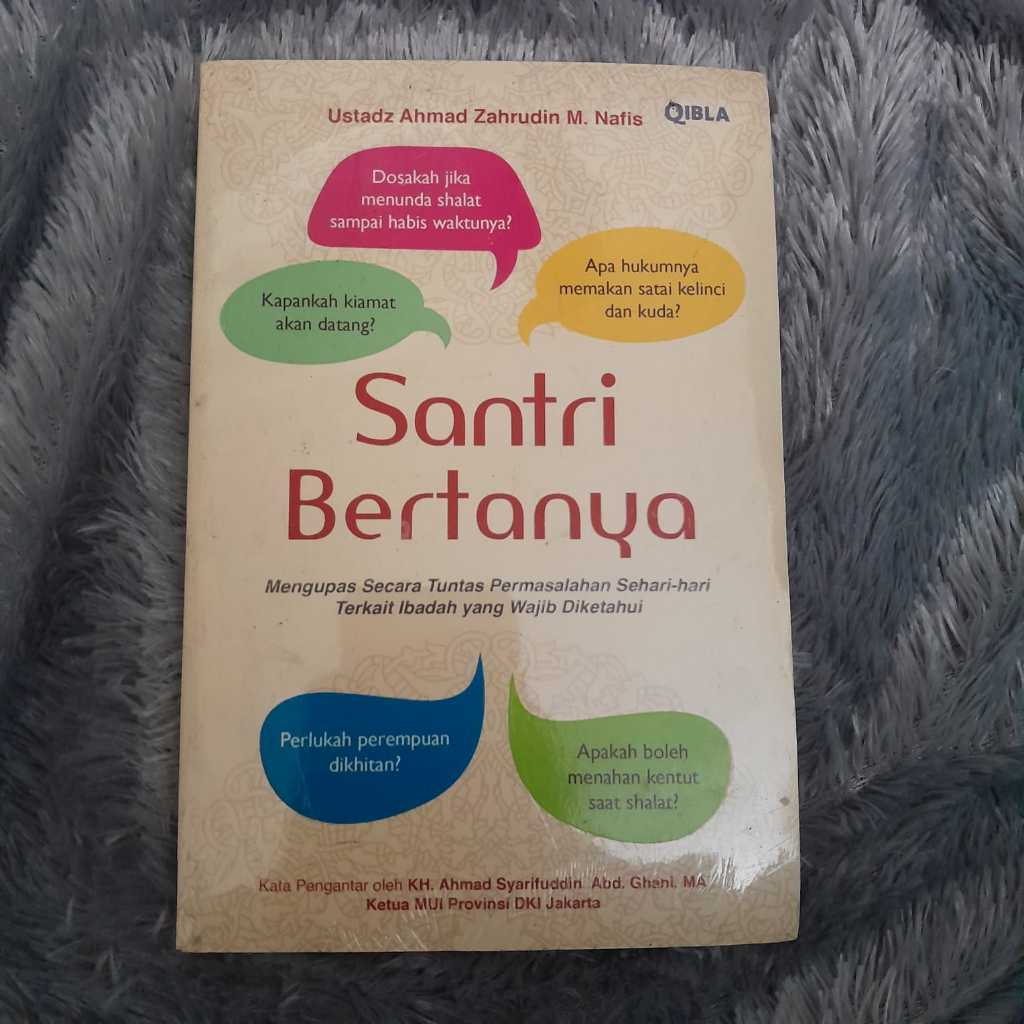 Ustadz Ahmad Zahrudin M. Nafis
QIBLA
Dosakah jika
menunda shalat
sampai habis waktunya?
Kapankah kiamat
akan datang?
Apa hukumnya
memakan satai kelinci
dan kuda?
Santri
Bertanya
Mengupas Secara Tuntas Permasalahan Sehari-hari
Terkait Ibadah yang Wajib Diketahui
Perlukah perempuan
dikhitan?
Apakah boleh
menahan kentut
saat shalat?
Kata Pengantar oleh KH. Ahmad Syarifuddin Abd. Ghani, MA
Ketua MUI Provinsi DKI Jakarta